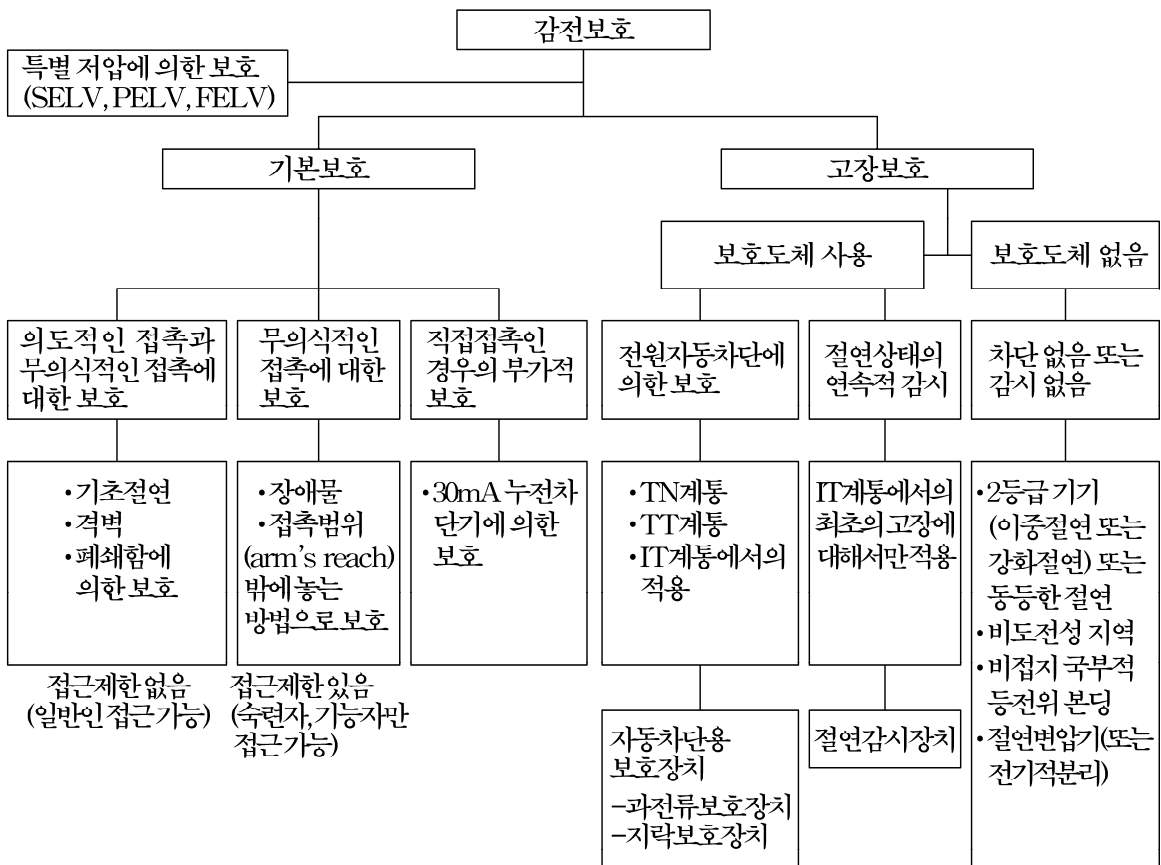 감전보호
특별 저압에 의한 보호
(SELV, PELV, FELV)
기본보호
고장보호
보호도체 사용
보호도체 없음
의도적인 접촉과
무의식적인 접촉에
대한 보호
무의식적인
접촉에 대한
보호
직접접촉인
경우의 부가적
보호
전원자동차단에
의한 보호
절연상태의
연속적 감시
차단 없음 또는
감시 없음
·기초절연
·격벽
·폐쇄함에
의한 보호
·장애물
·접촉범위
(arm's reach)
밖에 놓는
방법으로 보호
·30mA 누전차
단기에 의한
보호
·TN계통
·TT계통
·IT계통에서의
적용
IT계통에서의
최초의 고장에
대해서만 적용
·2등급 기기
(이중절연 또는
강화절연) 또는
동등한 절연
·비도전성 지역
·비접지 국부적
등전위 본딩
·절연변압기(또는
전기적분리)
접근제한 없음
(일반인 접근 가능)
접근제한 있음
(숙련자, 기능자만
접근 가능)
자동차단용
보호장치
-과전류보호장치
-지락보호장치
절연감시장치